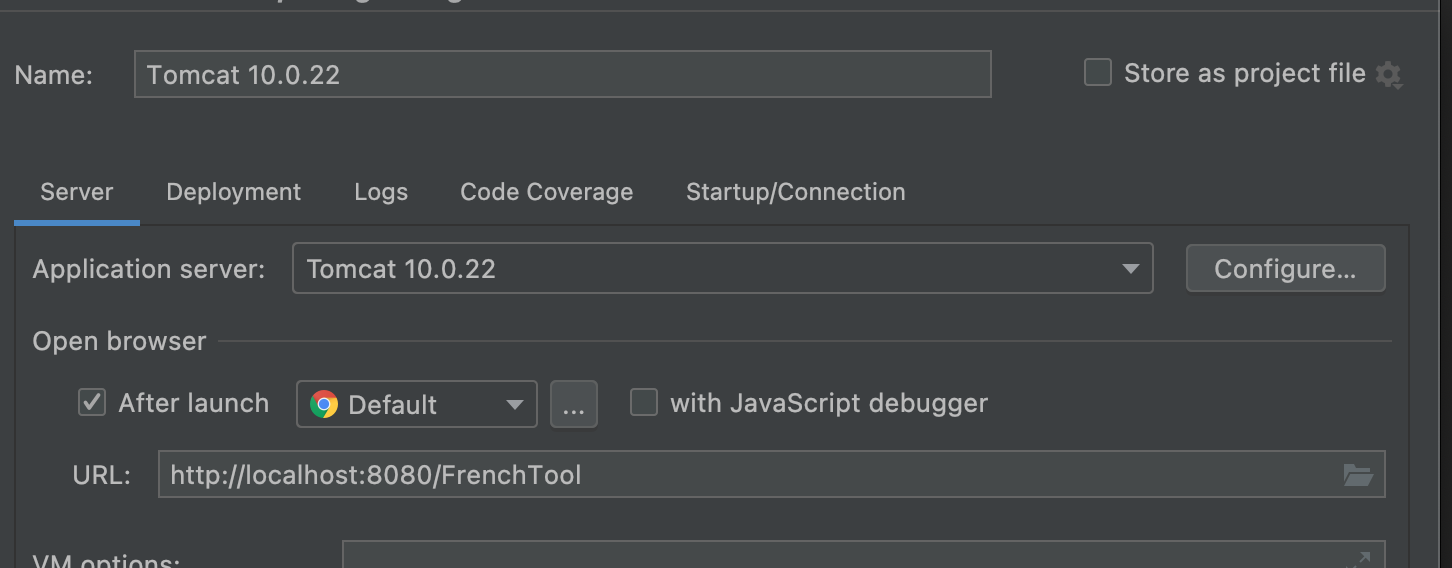 Name: Tomcat 10.0.22 Store as project file
Server Deployment Logs Code Coverage Startup/Connection
Application server: Tomcat 10.0.22 Configure...
Open browser
After launch Default ... with JavaScript debugger
URL: http://localhost:8080/FrenchTool
VM options: